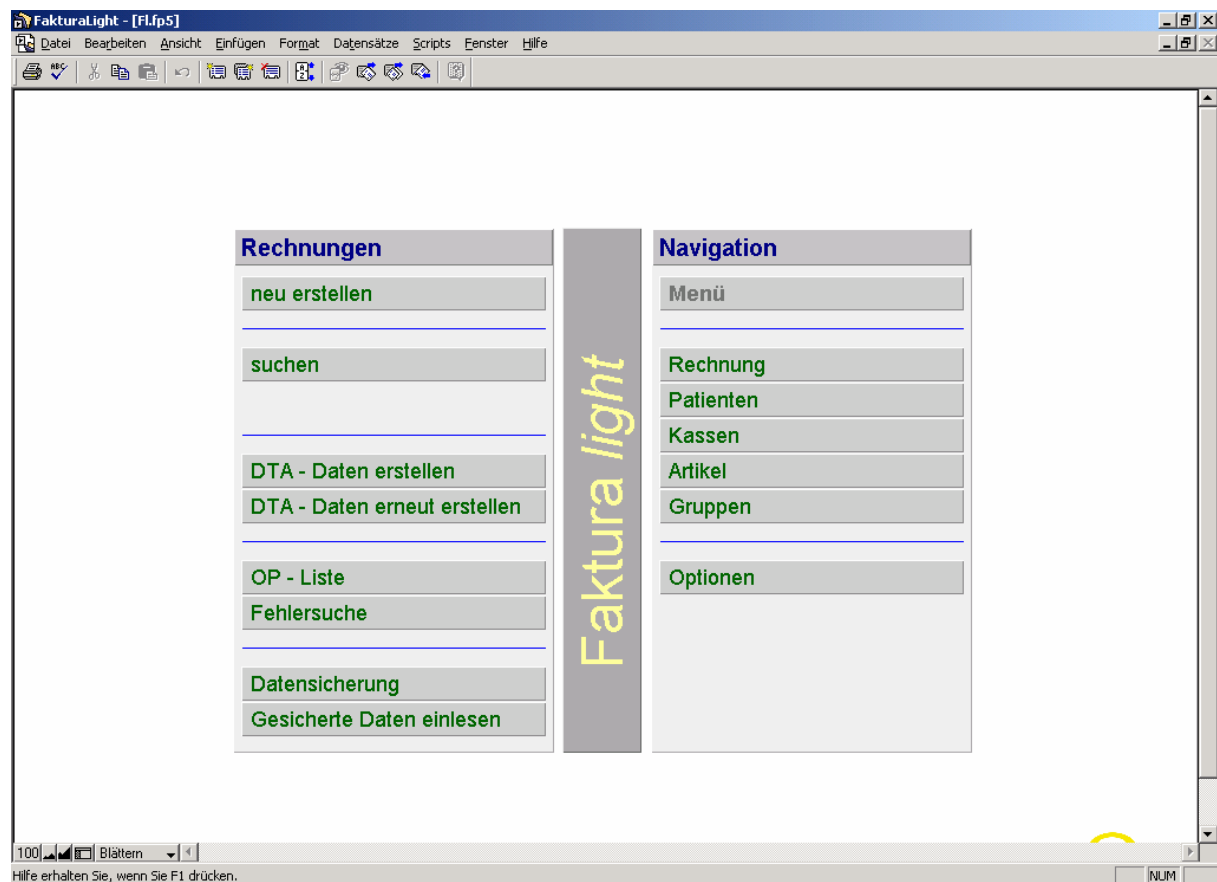 FakturaLight - [Fl.fp5]
Datei Bearbeiten Ansicht Einfügen Format Datensätze Scripts Fenster Hilfe
Rechnungen
neu erstellen
suchen
DTA - Daten erstellen
DTA - Daten erneut erstellen
OP - Liste
Fehlersuche
Datensicherung
Gesicherte Daten einlesen
Faktura light
Navigation
Menü
Rechnung
Patienten
Kassen
Artikel
Gruppen
Optionen
100 Blättern
Hilfe erhalten Sie, wenn Sie F1 drücken.
NUM